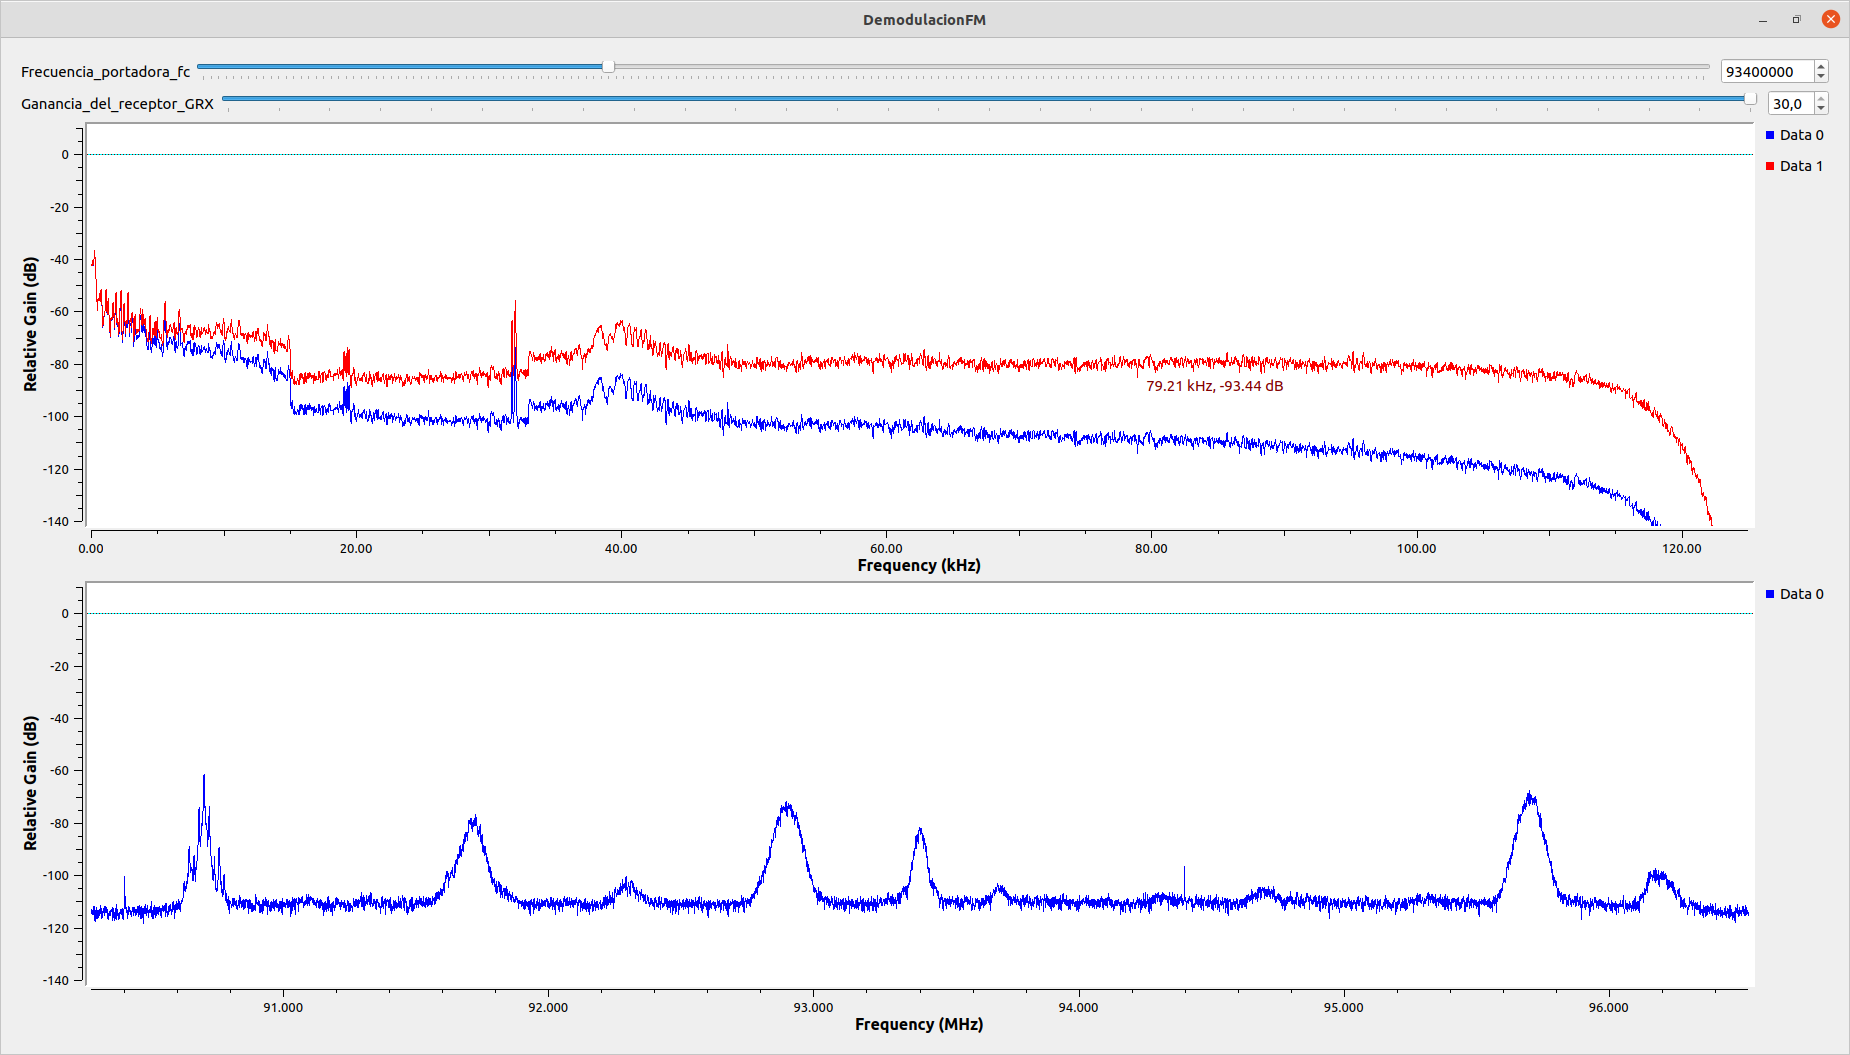 DemodulacionFM
Frecuencia_portadora_fc
93400000
Ganancia_del_receptor_GRX
30,0
Data 0
Data 1
Relative Gain (dB)
0
-20
-40
-60
-80
-100
-120
-140
79.21 kHz, -93.44 dB
0.00 20.00 40.00 60.00 80.00 100.00 120.00
Frequency (kHz)
Data 0
Relative Gain (dB)
0
-20
-40
-60
-80
-100
-120
-140
91.000 92.000 93.000 94.000 95.000 96.000
Frequency (MHz)